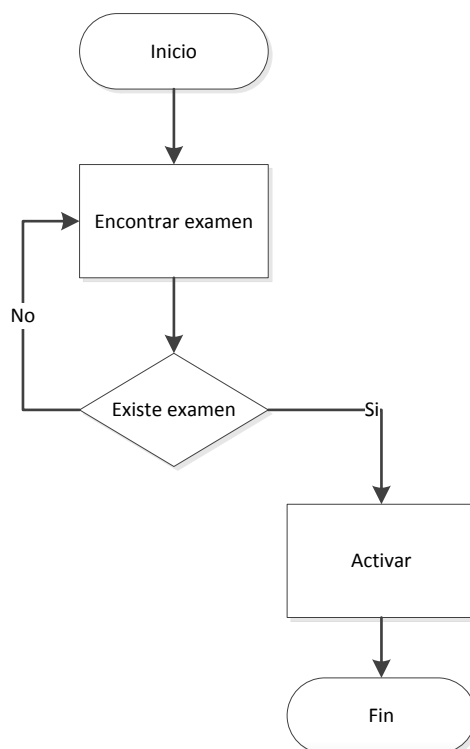 Inicio
Encontrar examen
No
Existe examen
Si
Activar
Fin